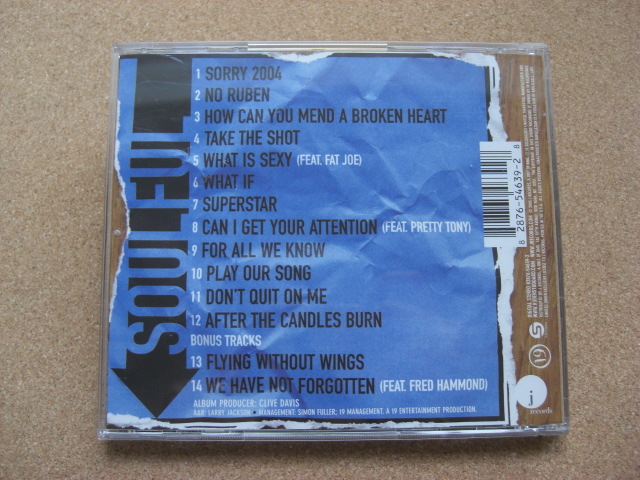 SOULFUL
1 SORRY 2004
2 NO RUBEN
3 HOW CAN YOU MEND A BROKEN HEART
4 TAKE THE SHOT
5 WHAT IS SEXY (FEAT. FAT JOE)
6 WHAT IF
7 SUPERSTAR
8 CAN I GET YOUR ATTENTION (FEAT. PRETTY TONY)
9 FOR ALL WE KNOW
10 PLAY OUR SONG
11 DON'T QUIT ON ME
12 AFTER THE CANDLES BURN
BONUS TRACKS
13 FLYING WITHOUT WINGS
14 WE HAVE NOT FORGOTTEN (FEAT. FRED HAMMOND)
ALBUM PRODUCER: CLIVE DAVIS
A&R: LARRY JACKSON • MANAGEMENT: SIMON FULLER; 19 MANAGEMENT. A 19 ENTERTAINMENT PRODUCTION.
8 2876-54639-2 8
19
j
records